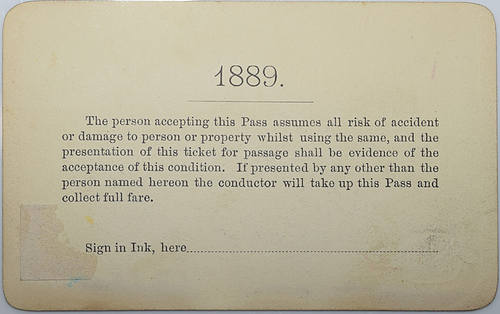 1889.
The person accepting this Pass assumes all risk of accident
or damage to person or property whilst using the same, and the
presentation of this ticket for passage shall be evidence of the
acceptance of this condition. If presented by any other than the
person named hereon the conductor will take up this Pass and
collect full fare.
Sign in Ink, here